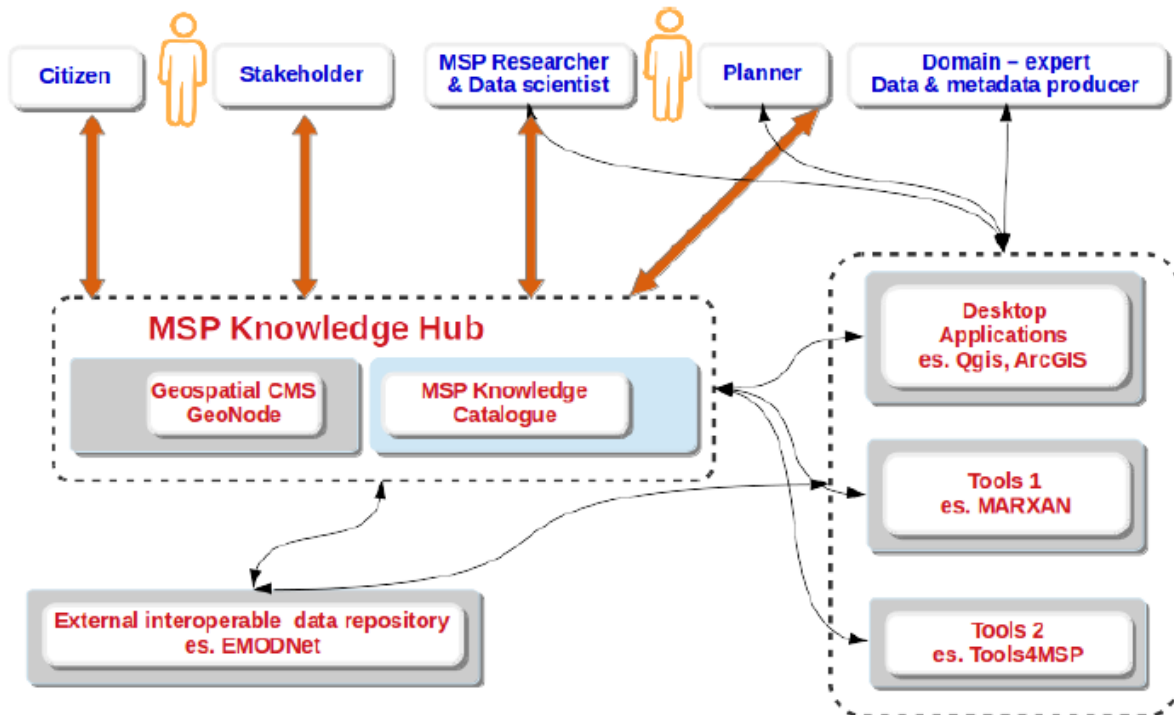 Citizen
Stakeholder
MSP Researcher
& Data scientist
Planner
Domain – expert
Data & metadata producer
MSP Knowledge Hub
Geospatial CMS
GeoNode
MSP Knowledge
Catalogue
Desktop
Applications
es. Qgis, ArcGIS
Tools 1
es. MARXAN
External interoperable data repository
es. EMODNet
Tools 2
es. Tools4MSP